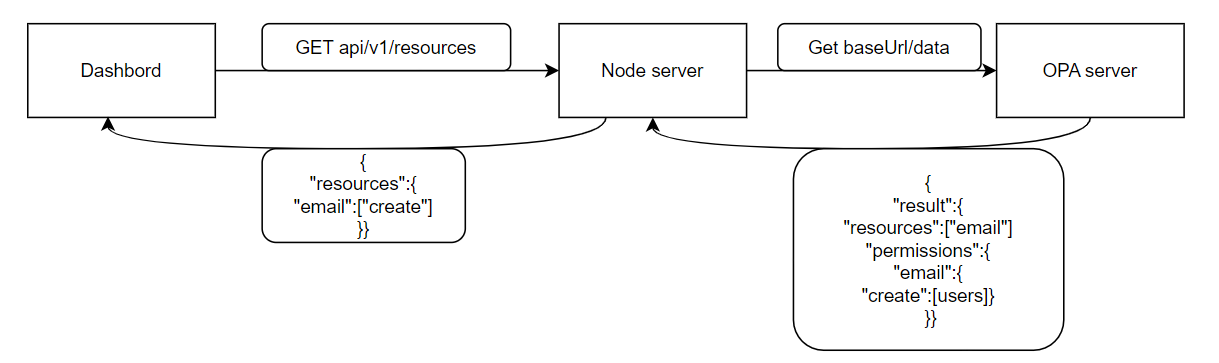 Dashbord
GET api/v1/resources
Node server
Get baseUrl/data
OPA server
{
"resources":{
"email":["create"]
}}
{
"result":{
"resources":["email"]
"permissions":{
"email":{
"create":[users]}
}}